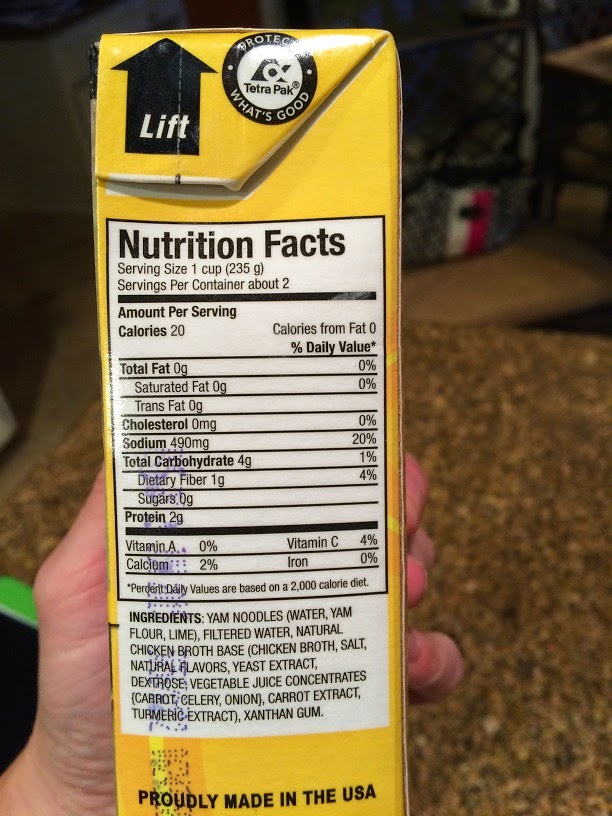 PROTECTS
Tetra Pak®
WHAT'S GOOD
Lift
Nutrition Facts
Serving Size 1 cup (235 g)
Servings Per Container about 2
Amount Per Serving
Calories 20 Calories from Fat 0
% Daily Value*
Total Fat 0g 0%
Saturated Fat 0g 0%
Trans Fat 0g
Cholesterol 0mg 0%
Sodium 490mg 20%
Total Carbohydrate 4g 1%
Dietary Fiber 1g 4%
Sugars 0g
Protein 2g
Vitamin A 0% Vitamin C 4%
Calcium 2% Iron 0%
*Percent Daily Values are based on a 2,000 calorie diet.
INGREDIENTS: YAM NOODLES (WATER, YAM
FLOUR, LIME), FILTERED WATER, NATURAL
CHICKEN BROTH BASE (CHICKEN BROTH, SALT,
NATURAL FLAVORS, YEAST EXTRACT,
DEXTROSE, VEGETABLE JUICE CONCENTRATES
{CARROT, CELERY, ONION}, CARROT EXTRACT,
TURMERIC EXTRACT), XANTHAN GUM.
PROUDLY MADE IN THE USA